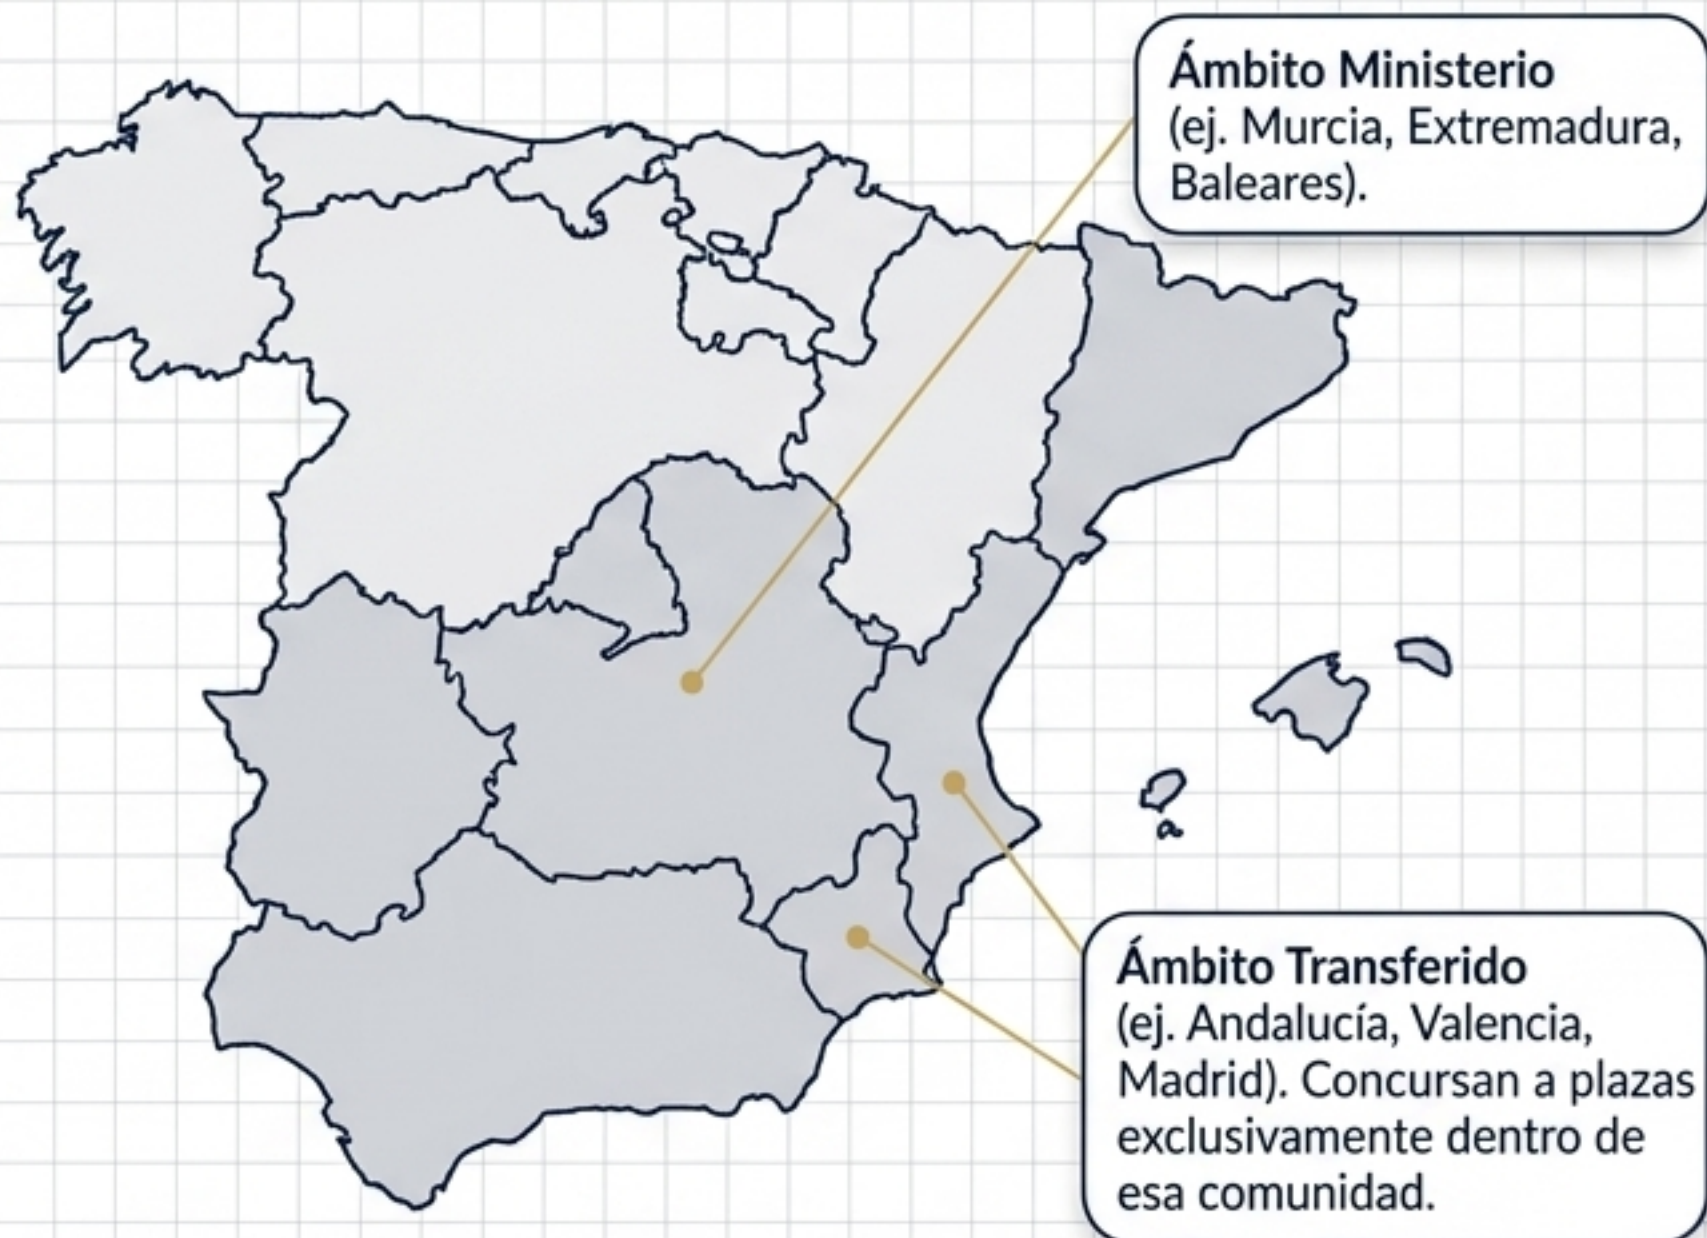 Ámbito Ministerio
(ej. Murcia, Extremadura,
Baleares).
Ámbito Transferido
(ej. Andalucía, Valencia,
Madrid). Concursan a plazas
exclusivamente dentro de
esa comunidad.